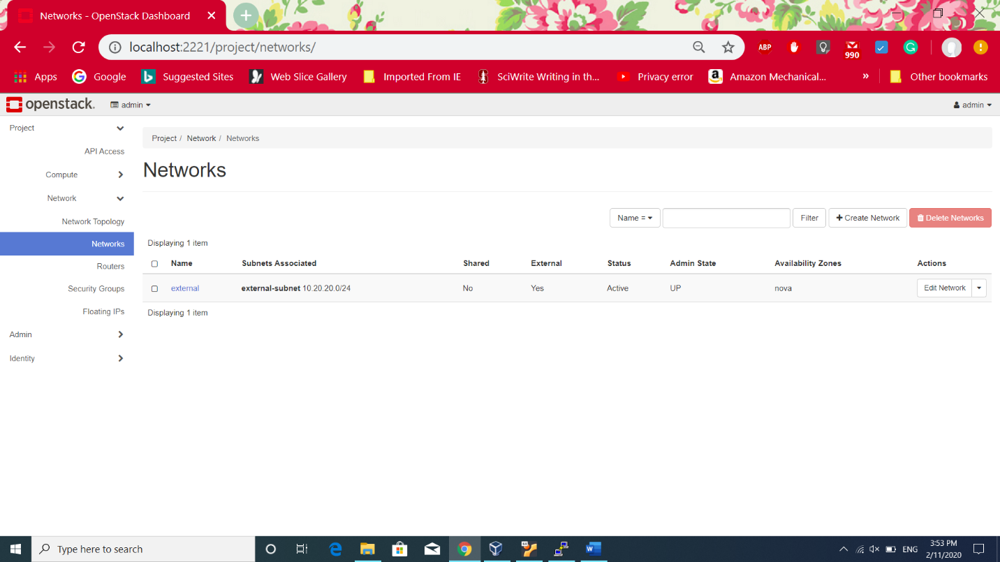 Networks - OpenStack Dashboard
localhost:2221/project/networks/
ABP
990
Apps
Google
Suggested Sites
Web Slice Gallery
Imported From IE
SciWrite Writing in th...
Privacy error
Amazon Mechanical...
»
Other bookmarks
openstack.
admin
admin
Project
API Access
Compute
Network
Network Topology
Networks
Routers
Security Groups
Floating IPs
Admin
Identity
Project / Network / Networks
Networks
Name =
Filter
Create Network
Delete Networks
Displaying 1 item
Name Subnets Associated Shared External Status Admin State Availability Zones Actions
external external-subnet 10.20.20.0/24 No Yes Active UP nova Edit Network
Displaying 1 item
Type here to search
ENG
3:53 PM
2/11/2020